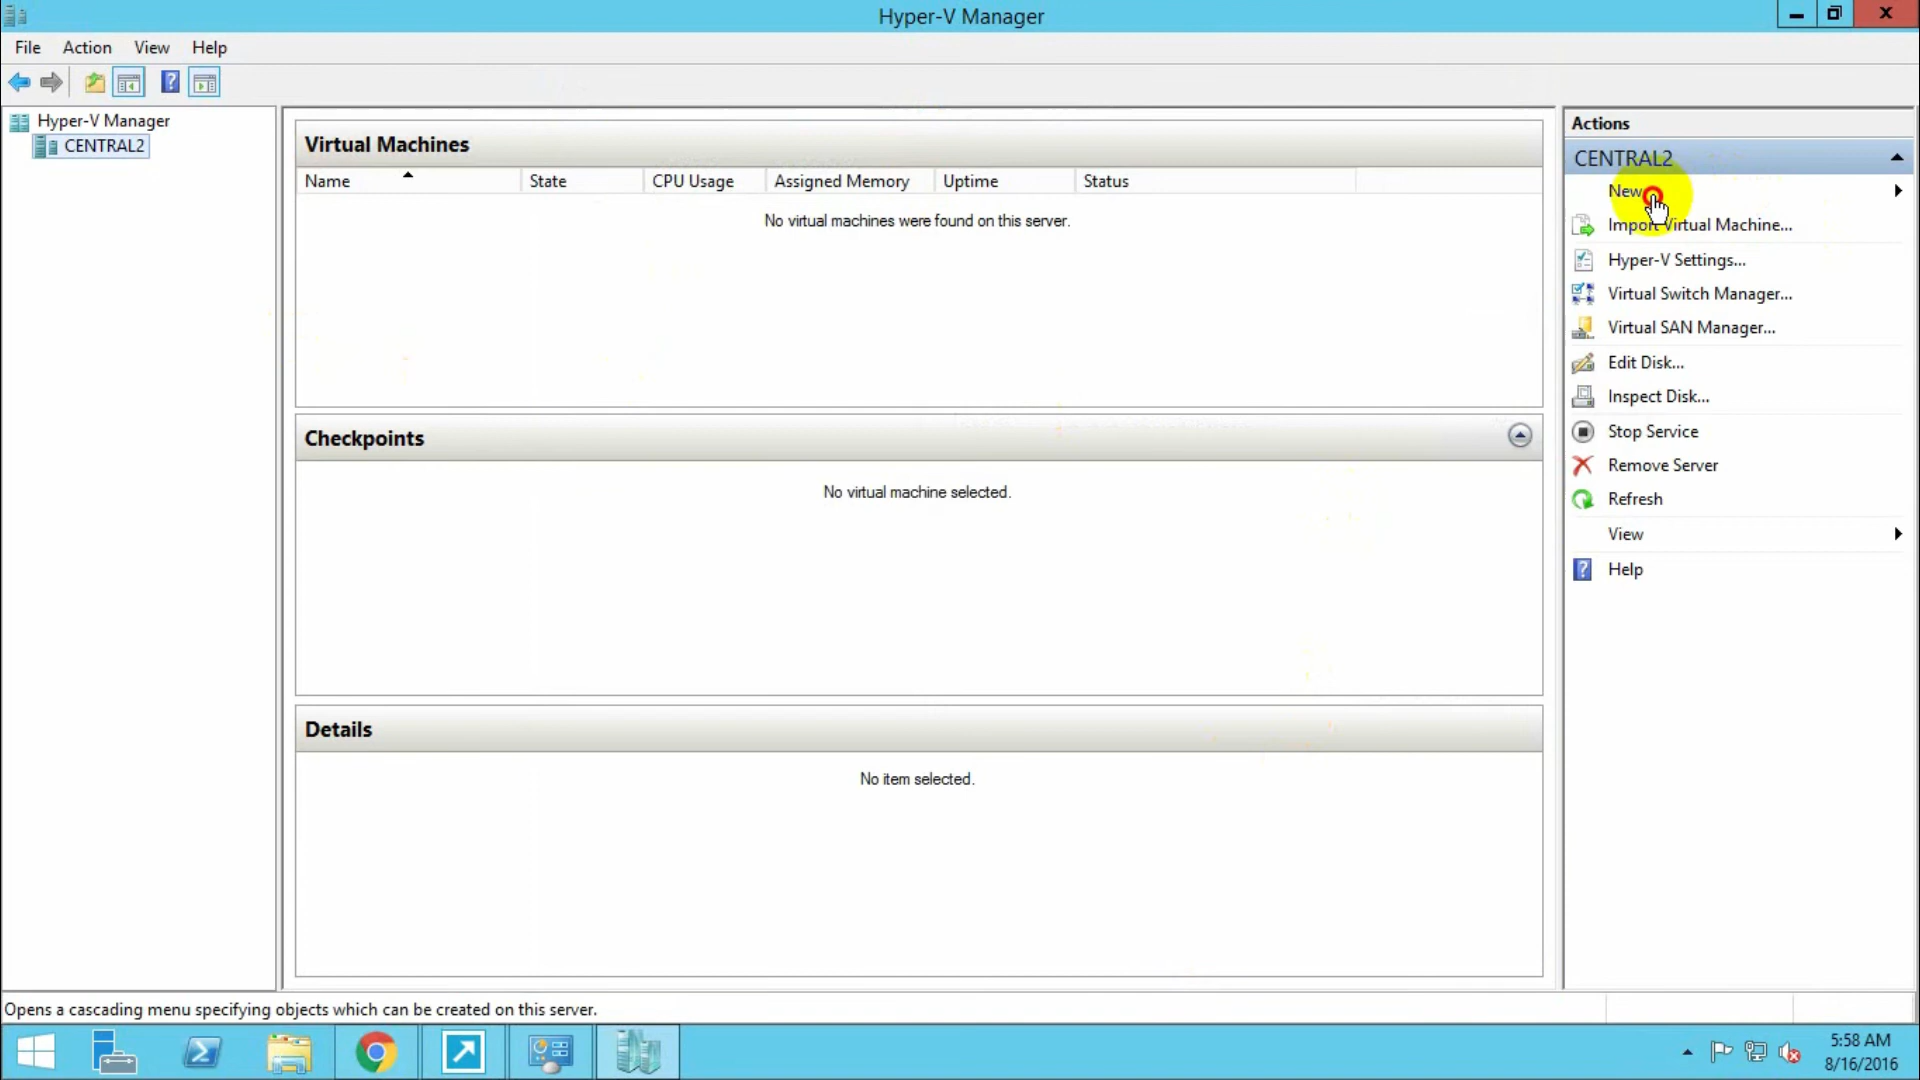 Hyper-V Manager
File Action View Help
Hyper-V Manager
CENTRAL2
Virtual Machines
Name State CPU Usage Assigned Memory Uptime Status
No virtual machines were found on this server.
Checkpoints
No virtual machine selected.
Details
No item selected.
Actions
CENTRAL2
New
Import Virtual Machine...
Hyper-V Settings...
Virtual Switch Manager...
Virtual SAN Manager...
Edit Disk...
Inspect Disk...
Stop Service
Remove Server
Refresh
View
Help
Opens a cascading menu specifying objects which can be created on this server.
5:58 AM
8/16/2016